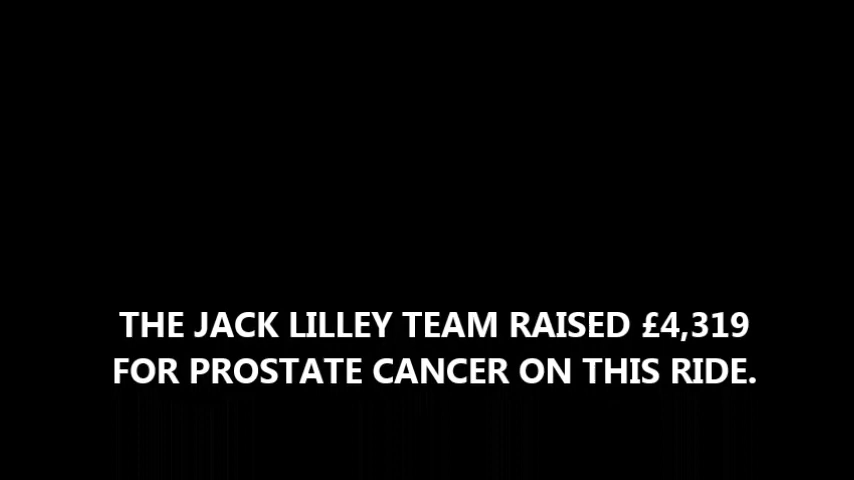 THE JACK LILLEY TEAM RAISED £4,319
FOR PROSTATE CANCER ON THIS RIDE.